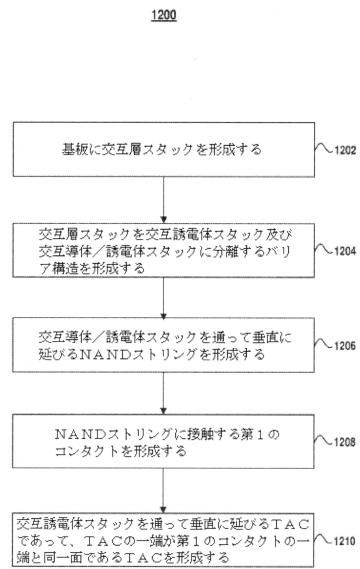 1200
基板に交互層スタックを形成する
1202
交互層スタックを交互誘電体スタック及び
交互導体／誘電体スタックに分離するバリ
ア構造を形成する
1204
交互導体／誘電体スタックを通って垂直に
延びるNANDストリングを形成する
1206
NANDストリングに接触する第1の
コンタクトを形成する
1208
交互誘電体スタックを通って垂直に延びるTAC
であって、TACの一端が第1のコンタクトの一
端と同一面であるTACを形成する
1210